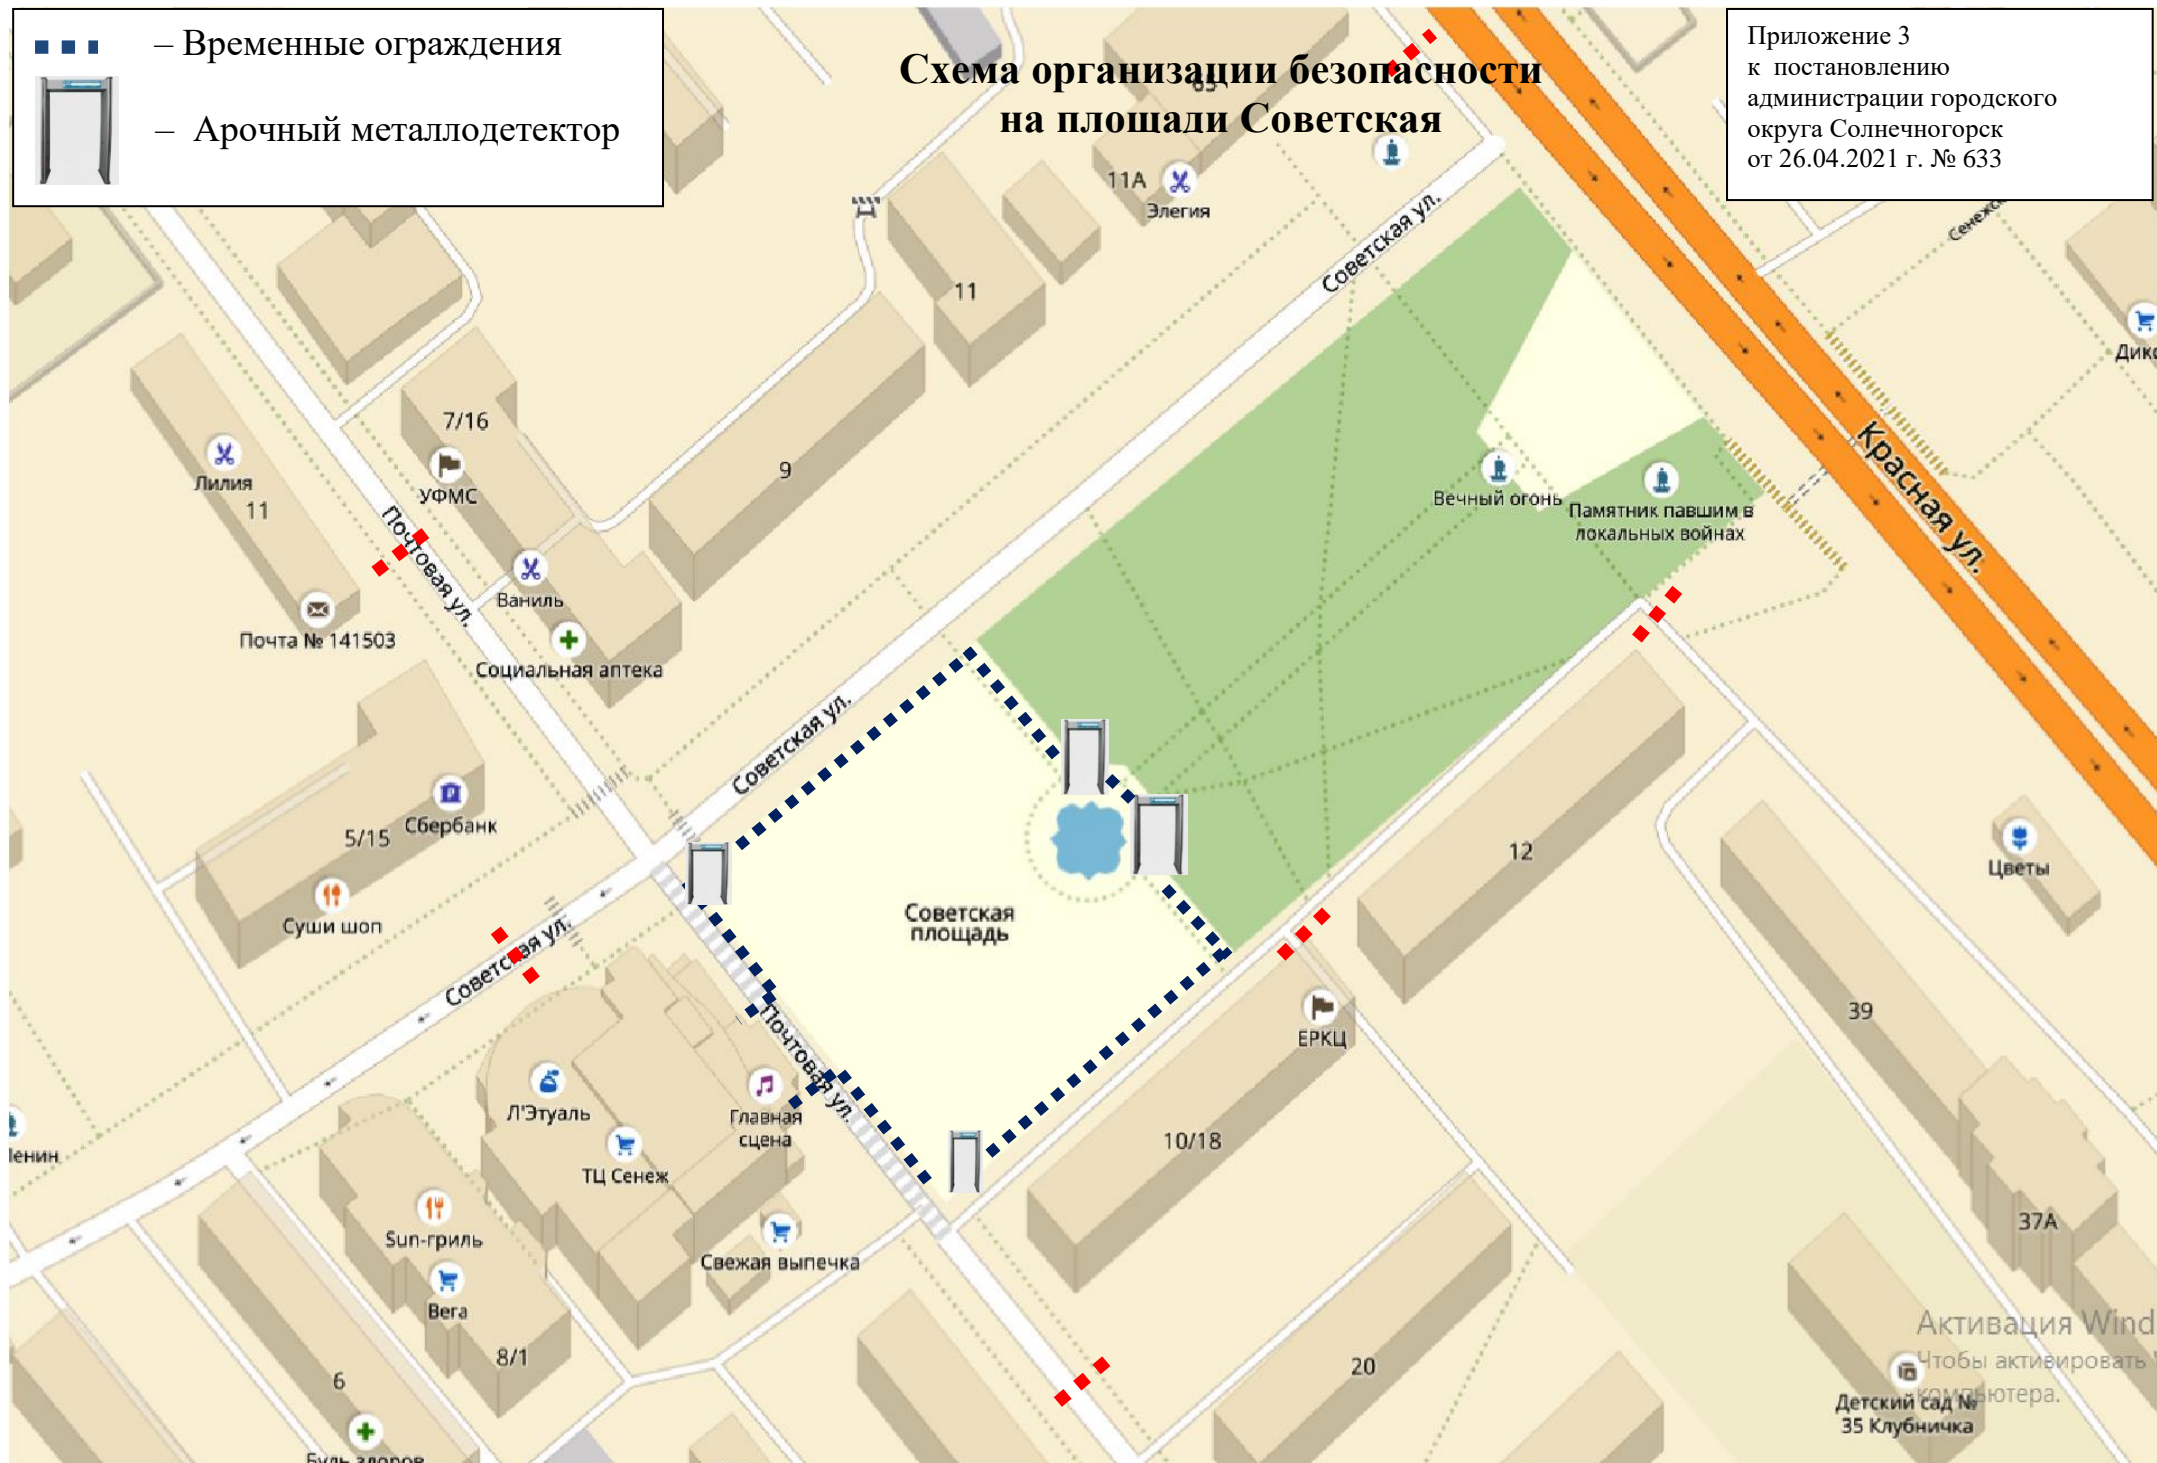 – Временные ограждения
– Арочный металлодетектор
Схема организации безопасности
на площади Советская
Приложение 3
к постановлению
администрации городского
округа Солнечногорск
от 26.04.2021 г. № 633
65
11А
Элегия
Советская ул.
11
9
7/16
УФМС
Лилия
11
Почтовая ул.
Ваниль
Почта № 141503
Социальная аптека
Вечный огонь
Памятник павшим в
локальных войнах
Красная ул.
Советская ул.
Сбербанк
5/15
Суши шоп
Советская ул.
Советская
площадь
12
Цветы
39
ЕРКЦ
Почтовая ул.
Л'Этуаль
Главная
сцена
ТЦ Сенеж
10/18
37А
Sun-гриль
Свежая выпечка
Вега
8/1
6
20
Активация Wind
Чтобы активировать
компьютера.
Детский сад №
35 Клубничка
Будь здоров